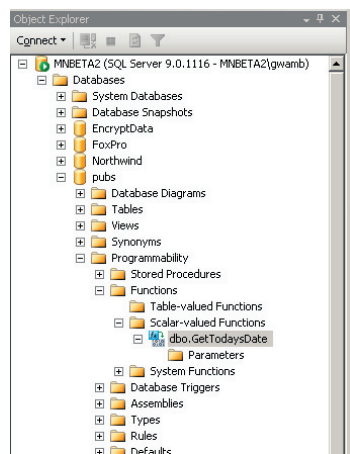 Object Explorer
Connect
MNBETA2 (SQL Server 9.0.1116 - MNBETA2\gwamb)
Databases
System Databases
Database Snapshots
EncryptData
FoxPro
Northwind
pubs
Database Diagrams
Tables
Views
Synonyms
Programmability
Stored Procedures
Functions
Table-valued Functions
Scalar-valued Functions
dbo.GetTodaysDate
Parameters
System Functions
Database Triggers
Assemblies
Types
Rules
Defaults